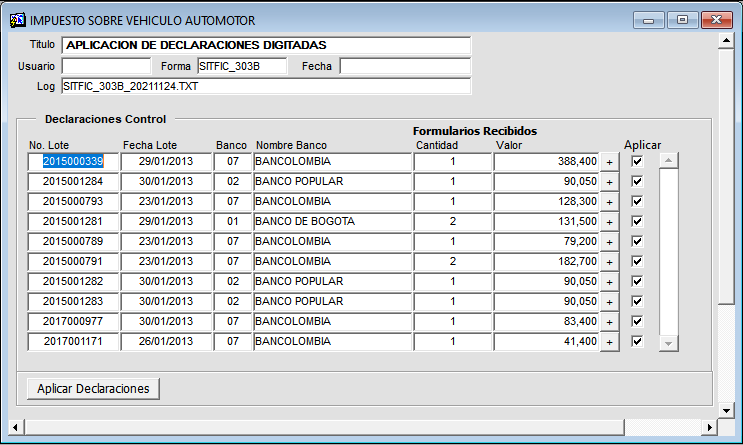 IMPUESTO SOBRE VEHICULO AUTOMOTOR
Titulo APLICACION DE DECLARACIONES DIGITADAS
Usuario Forma SITFIC_303B Fecha
Log SITFIC_303B_20211124.TXT
Declaraciones Control
Formularios Recibidos
No. Lote Fecha Lote Banco Nombre Banco Cantidad Valor Aplicar
2015000339 29/01/2013 07 BANCOLOMBIA 1 388,400 +
2015001284 30/01/2013 02 BANCO POPULAR 1 90,050 +
2015000793 23/01/2013 07 BANCOLOMBIA 1 128,300 +
2015001281 29/01/2013 01 BANCO DE BOGOTA 2 131,500 +
2015000789 23/01/2013 07 BANCOLOMBIA 1 79,200 +
2015000791 23/01/2013 07 BANCOLOMBIA 2 182,700 +
2015001282 30/01/2013 02 BANCO POPULAR 1 90,050 +
2015001283 30/01/2013 02 BANCO POPULAR 1 90,050 +
2017000977 30/01/2013 07 BANCOLOMBIA 1 83,400 +
2017001171 26/01/2013 07 BANCOLOMBIA 1 41,400 +
Aplicar Declaraciones